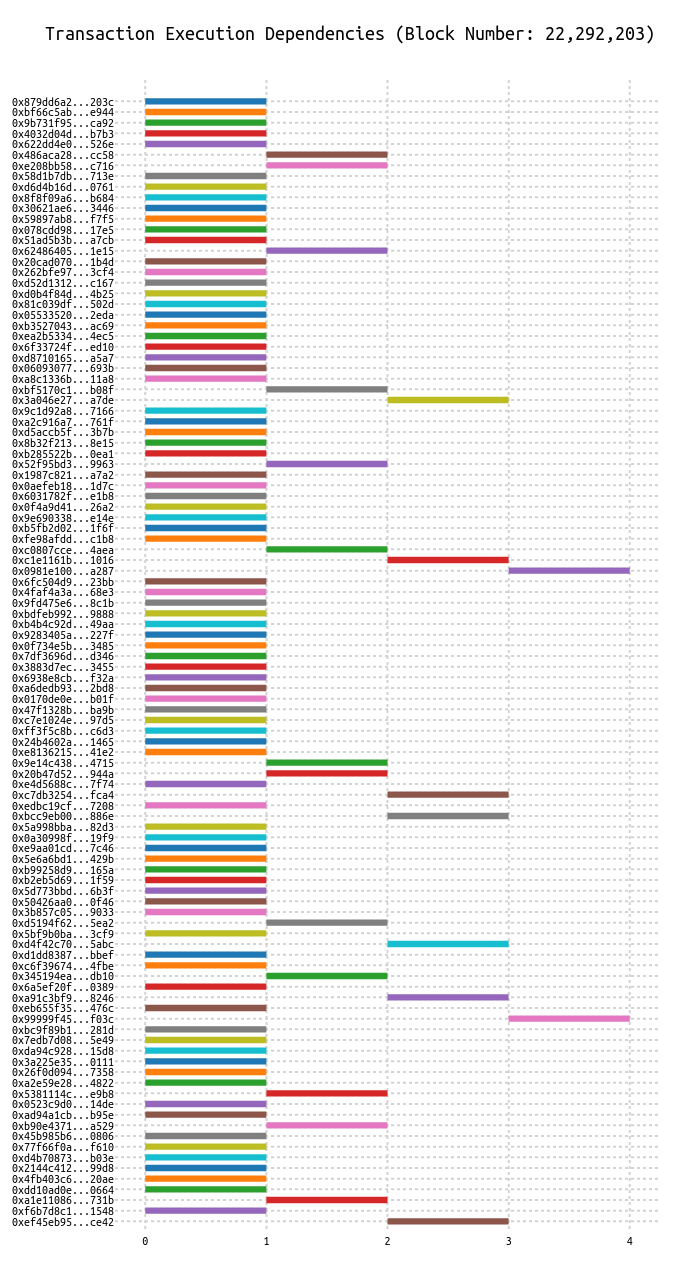 Transaction Execution Dependencies (Block Number: 22,292,203)
0x879dd6a2...203c
0xbf66c5ab...e944
0x9b731f95...ca92
0x4032d04d...b7b3
0x622dd4e0...526e
0x486aca28...cc58
0xe208bb58...c716
0x58d1b7db...713e
0xd6d4b16d...0761
0x8f8f09a6...b684
0x30621ae6...3446
0x59897ab8...f7f5
0x078cdd98...17e5
0x51ad5b3b...a7cb
0x62486405...1e15
0x20cad070...1b4d
0x262bfe97...3cf4
0xd52d1312...c167
0xd0b4f84d...4b25
0x81c039df...502d
0x05533520...2eda
0xb3527043...ac69
0xea2b5334...4ec5
0x6f33724f...ed10
0xd8710165...a5a7
0x06093077...693b
0xa8c1336b...11a8
0xbf5170c1...b08f
0x3a046e27...a7de
0x9c1d92a8...7166
0xa2c916a7...761f
0xd5accb5f...3b7b
0x8b32f213...8e15
0xb285522b...0ea1
0x52f95bd3...9963
0x1987c821...a7a2
0x0aefeb18...1d7c
0x6031782f...e1b8
0x0f4a9d41...26a2
0x9e690338...e14e
0xb5fb2d02...1f6f
0xfe98afdd...c1b8
0xc0807cce...4aea
0xc1e1161b...1016
0x0981e100...a287
0x6fc504d9...23bb
0x4faf4a3a...68e3
0x9fd475e6...8c1b
0xbdfeb992...9888
0xb4b4c92d...49aa
0x9283405a...227f
0x0f734e5b...3485
0x7df3696d...d346
0x3883d7ec...3455
0x6938e8cb...f32a
0xa6dedb93...2bd8
0x0170de0e...b01f
0x47f1328b...ba9b
0xc7e1024e...97d5
0xff3f5c8b...c6d3
0x24b4602a...1465
0xe8136215...41e2
0x9e14c438...4715
0x20b47d52...944a
0xe4d5688c...7f74
0xc7db3254...fca4
0xedbc19cf...7208
0xbcc9eb00...886e
0x5a998bba...82d3
0x0a30998f...19f9
0xe9aa01cd...7c46
0x5e6a6bd1...429b
0xb99258d9...165a
0xb2eb5d69...1f59
0x5d773bbd...6b3f
0x50426aa0...0f46
0x3b857c05...9033
0xd5194f62...5ea2
0x5bf9b0ba...3cf9
0xd4f42c70...5abc
0xd1dd8387...bbef
0xc6f39674...4fbe
0x345194ea...db10
0x6a5ef20f...0389
0xa91c3bf9...8246
0xeb655f35...476c
0x99999f45...f03c
0xbc9f89b1...281d
0x7edb7d08...5e49
0xda94c928...15d8
0x3a225e35...0111
0x26f0d094...7358
0xa2e59e28...4822
0x5381114c...e9b8
0x0523c9d0...14de
0xad94a1cb...b95e
0xb90e4371...a529
0x45b985b6...0806
0x77f66f0a...f610
0xd4b70873...b03e
0x2144c412...99d8
0x4fb403c6...20ae
0xdd10ad0e...0664
0xa1e11086...731b
0xf6b7d8c1...1548
0xef45eb95...ce42
0 1 2 3 4